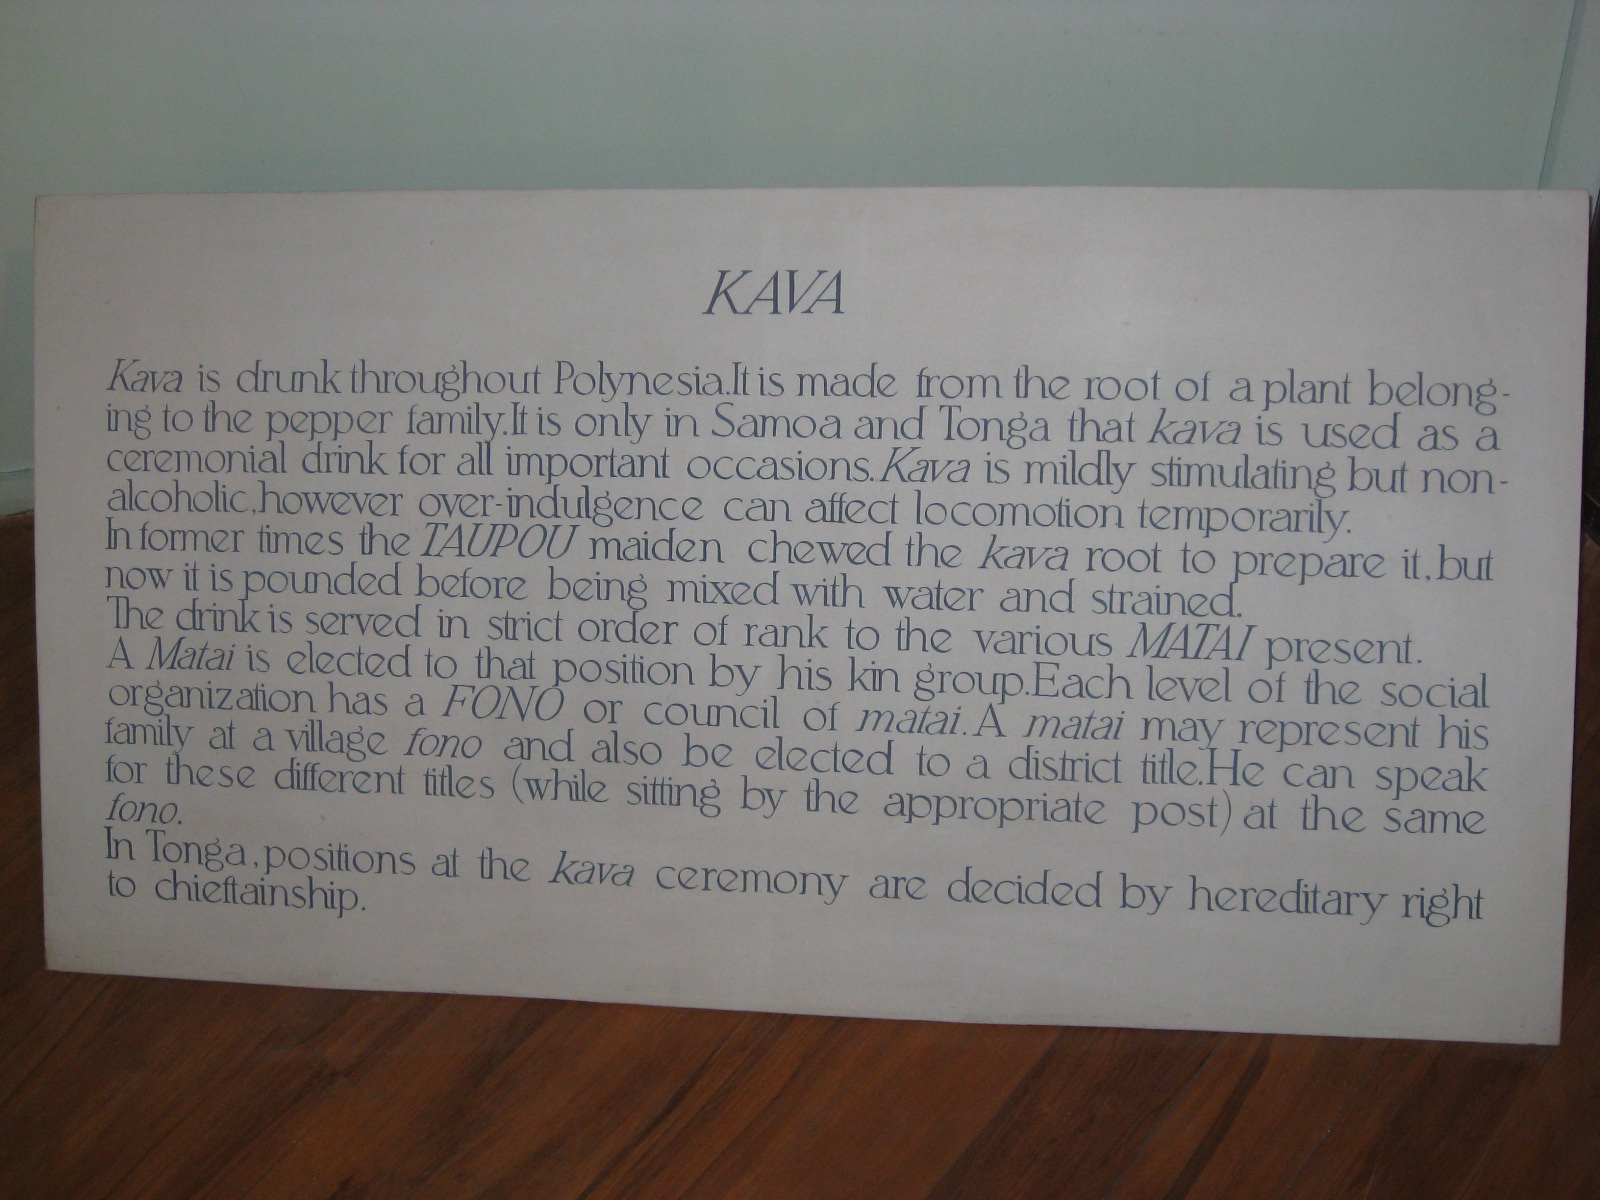 KAVA
Kava is drunk throughout Polynesia.It is made from the root of a plant belong-
ing to the pepper family.It is only in Samoa and Tonga that kava is used as a
ceremonial drink for all important occasions.Kava is mildly stimulating but non-
alcoholic,however over-indulgence can affect locomotion temporarily.
In former times the TAUPOU maiden chewed the kava root to prepare it,but
now it is pounded before being mixed with water and strained.
The drink is served in strict order of rank to the various MATAI present.
A Matai is elected to that position by his kin group.Each level of the social
organization has a FONO or council of matai.A matai may represent his
family at a village fono and also be elected to a district title.He can speak
for these different titles (while sitting by the appropriate post) at the same
fono.
In Tonga,positions at the kava ceremony are decided by hereditary right
to chieftainship.